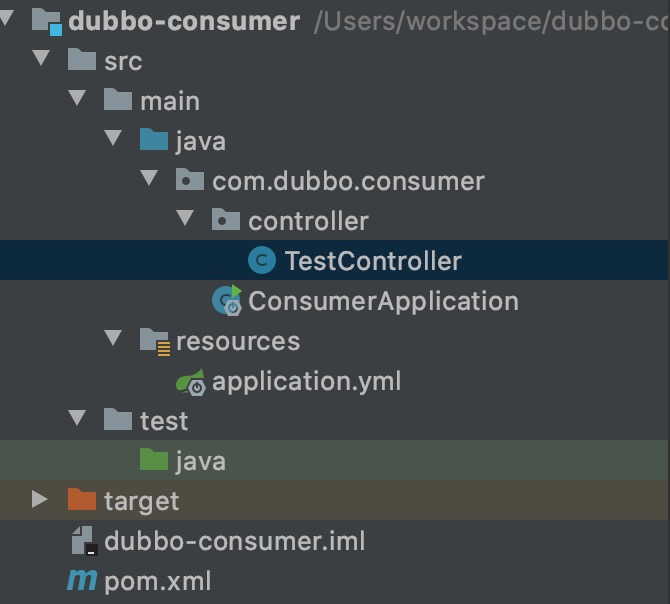 dubbo-consumer /Users/workspace/dubbo-co
src
main
java
com.dubbo.consumer
controller
TestController
ConsumerApplication
resources
application.yml
test
java
target
dubbo-consumer.iml
pom.xml